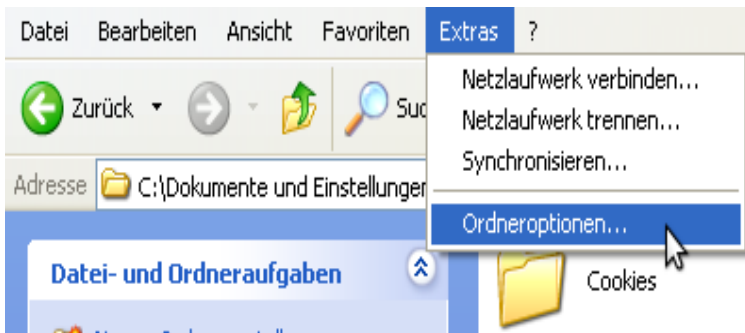 Datei Bearbeiten Ansicht Favoriten Extras ?
Netzlaufwerk verbinden...
Netzlaufwerk trennen...
Synchronisieren...
Ordneroptionen...
Zurück
Adresse C:\Dokumente und Einstellungen
Datei- und Ordneraufgaben
Cookies